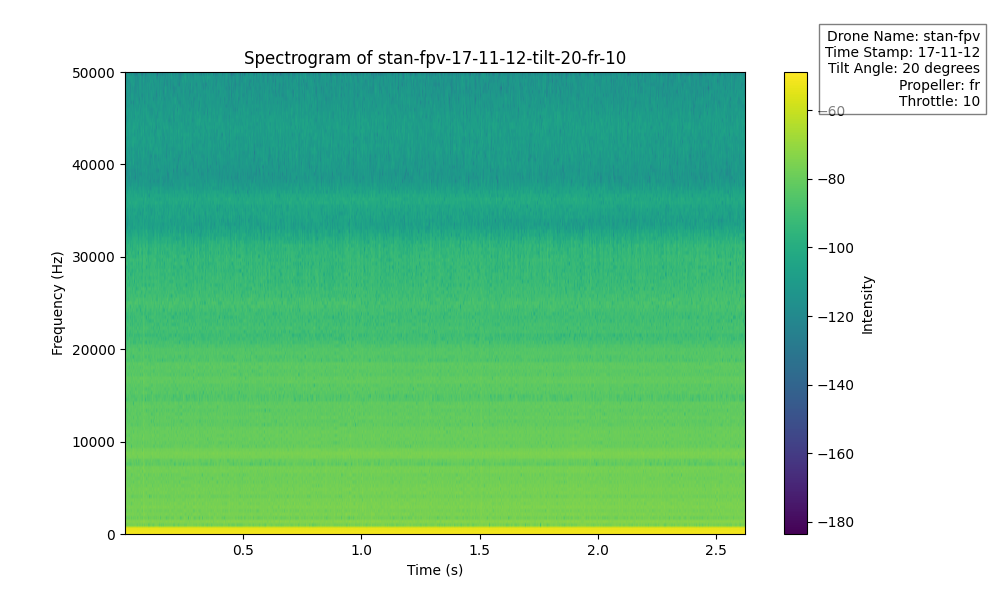 Drone Name: stan-fpv
Time Stamp: 17-11-12
Tilt Angle: 20 degrees
Propeller: fr
Throttle: 10
Spectrogram of stan-fpv-17-11-12-tilt-20-fr-10
50000
40000
30000
20000
10000
0
Frequency (Hz)
0.5
1.0
1.5
2.0
2.5
Time (s)
−60
−80
−100
−120
−140
−160
−180
Intensity